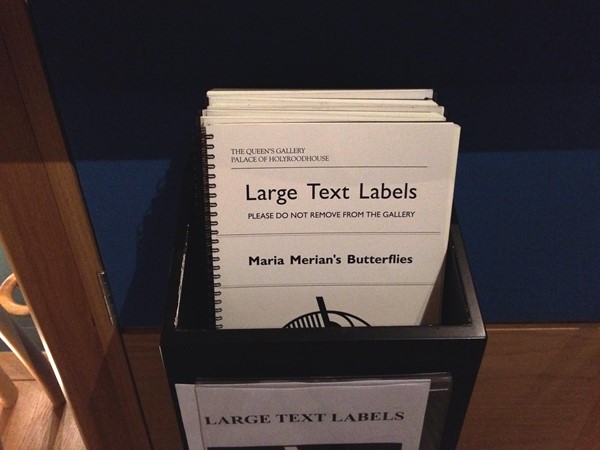 THE QUEEN'S GALLERY
PALACE OF HOLYROODHOUSE
Large Text Labels
PLEASE DO NOT REMOVE FROM THE GALLERY
Maria Merian's Butterflies
LARGE TEXT LABELS